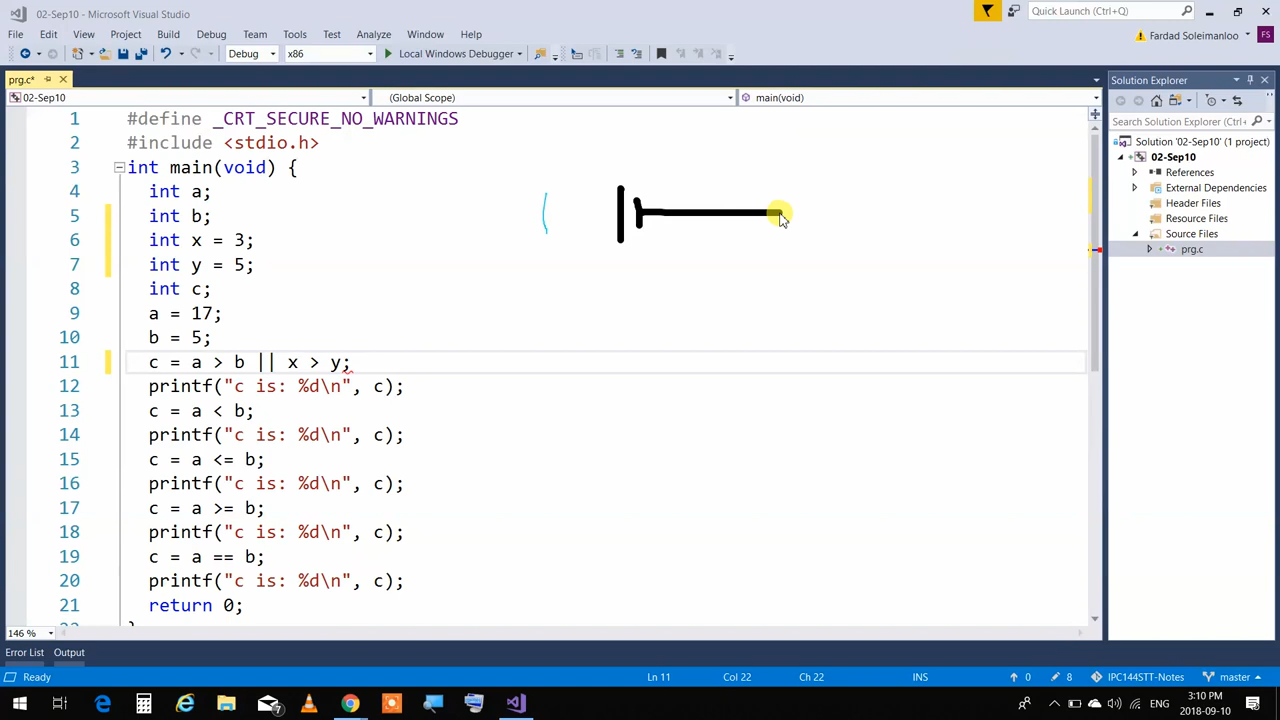 02-Sep10 - Microsoft Visual Studio
Quick Launch (Ctrl+Q)
File Edit View Project Build Debug Team Tools Test Analyze Window Help
Fardad Soleimanloo FS
Debug x86 Local Windows Debugger
prg.c*
02-Sep10 (Global Scope) main(void)
1 #define _CRT_SECURE_NO_WARNINGS
2 #include <stdio.h>
3 int main(void) {
4 int a;
5 int b;
6 int x = 3;
7 int y = 5;
8 int c;
9 a = 17;
10 b = 5;
11 c = a > b || x > y;
12 printf("c is: %d\n", c);
13 c = a < b;
14 printf("c is: %d\n", c);
15 c = a <= b;
16 printf("c is: %d\n", c);
17 c = a >= b;
18 printf("c is: %d\n", c);
19 c = a == b;
20 printf("c is: %d\n", c);
21 return 0;
Solution Explorer
Search Solution Explorer (Ctrl+
Solution '02-Sep10' (1 project)
02-Sep10
References
External Dependencies
Header Files
Resource Files
Source Files
prg.c
146 %
Error List Output
Ready Ln 11 Col 22 Ch 22 INS 0 8 IPC144STT-Notes master
7
ENG
3:10 PM
2018-09-10